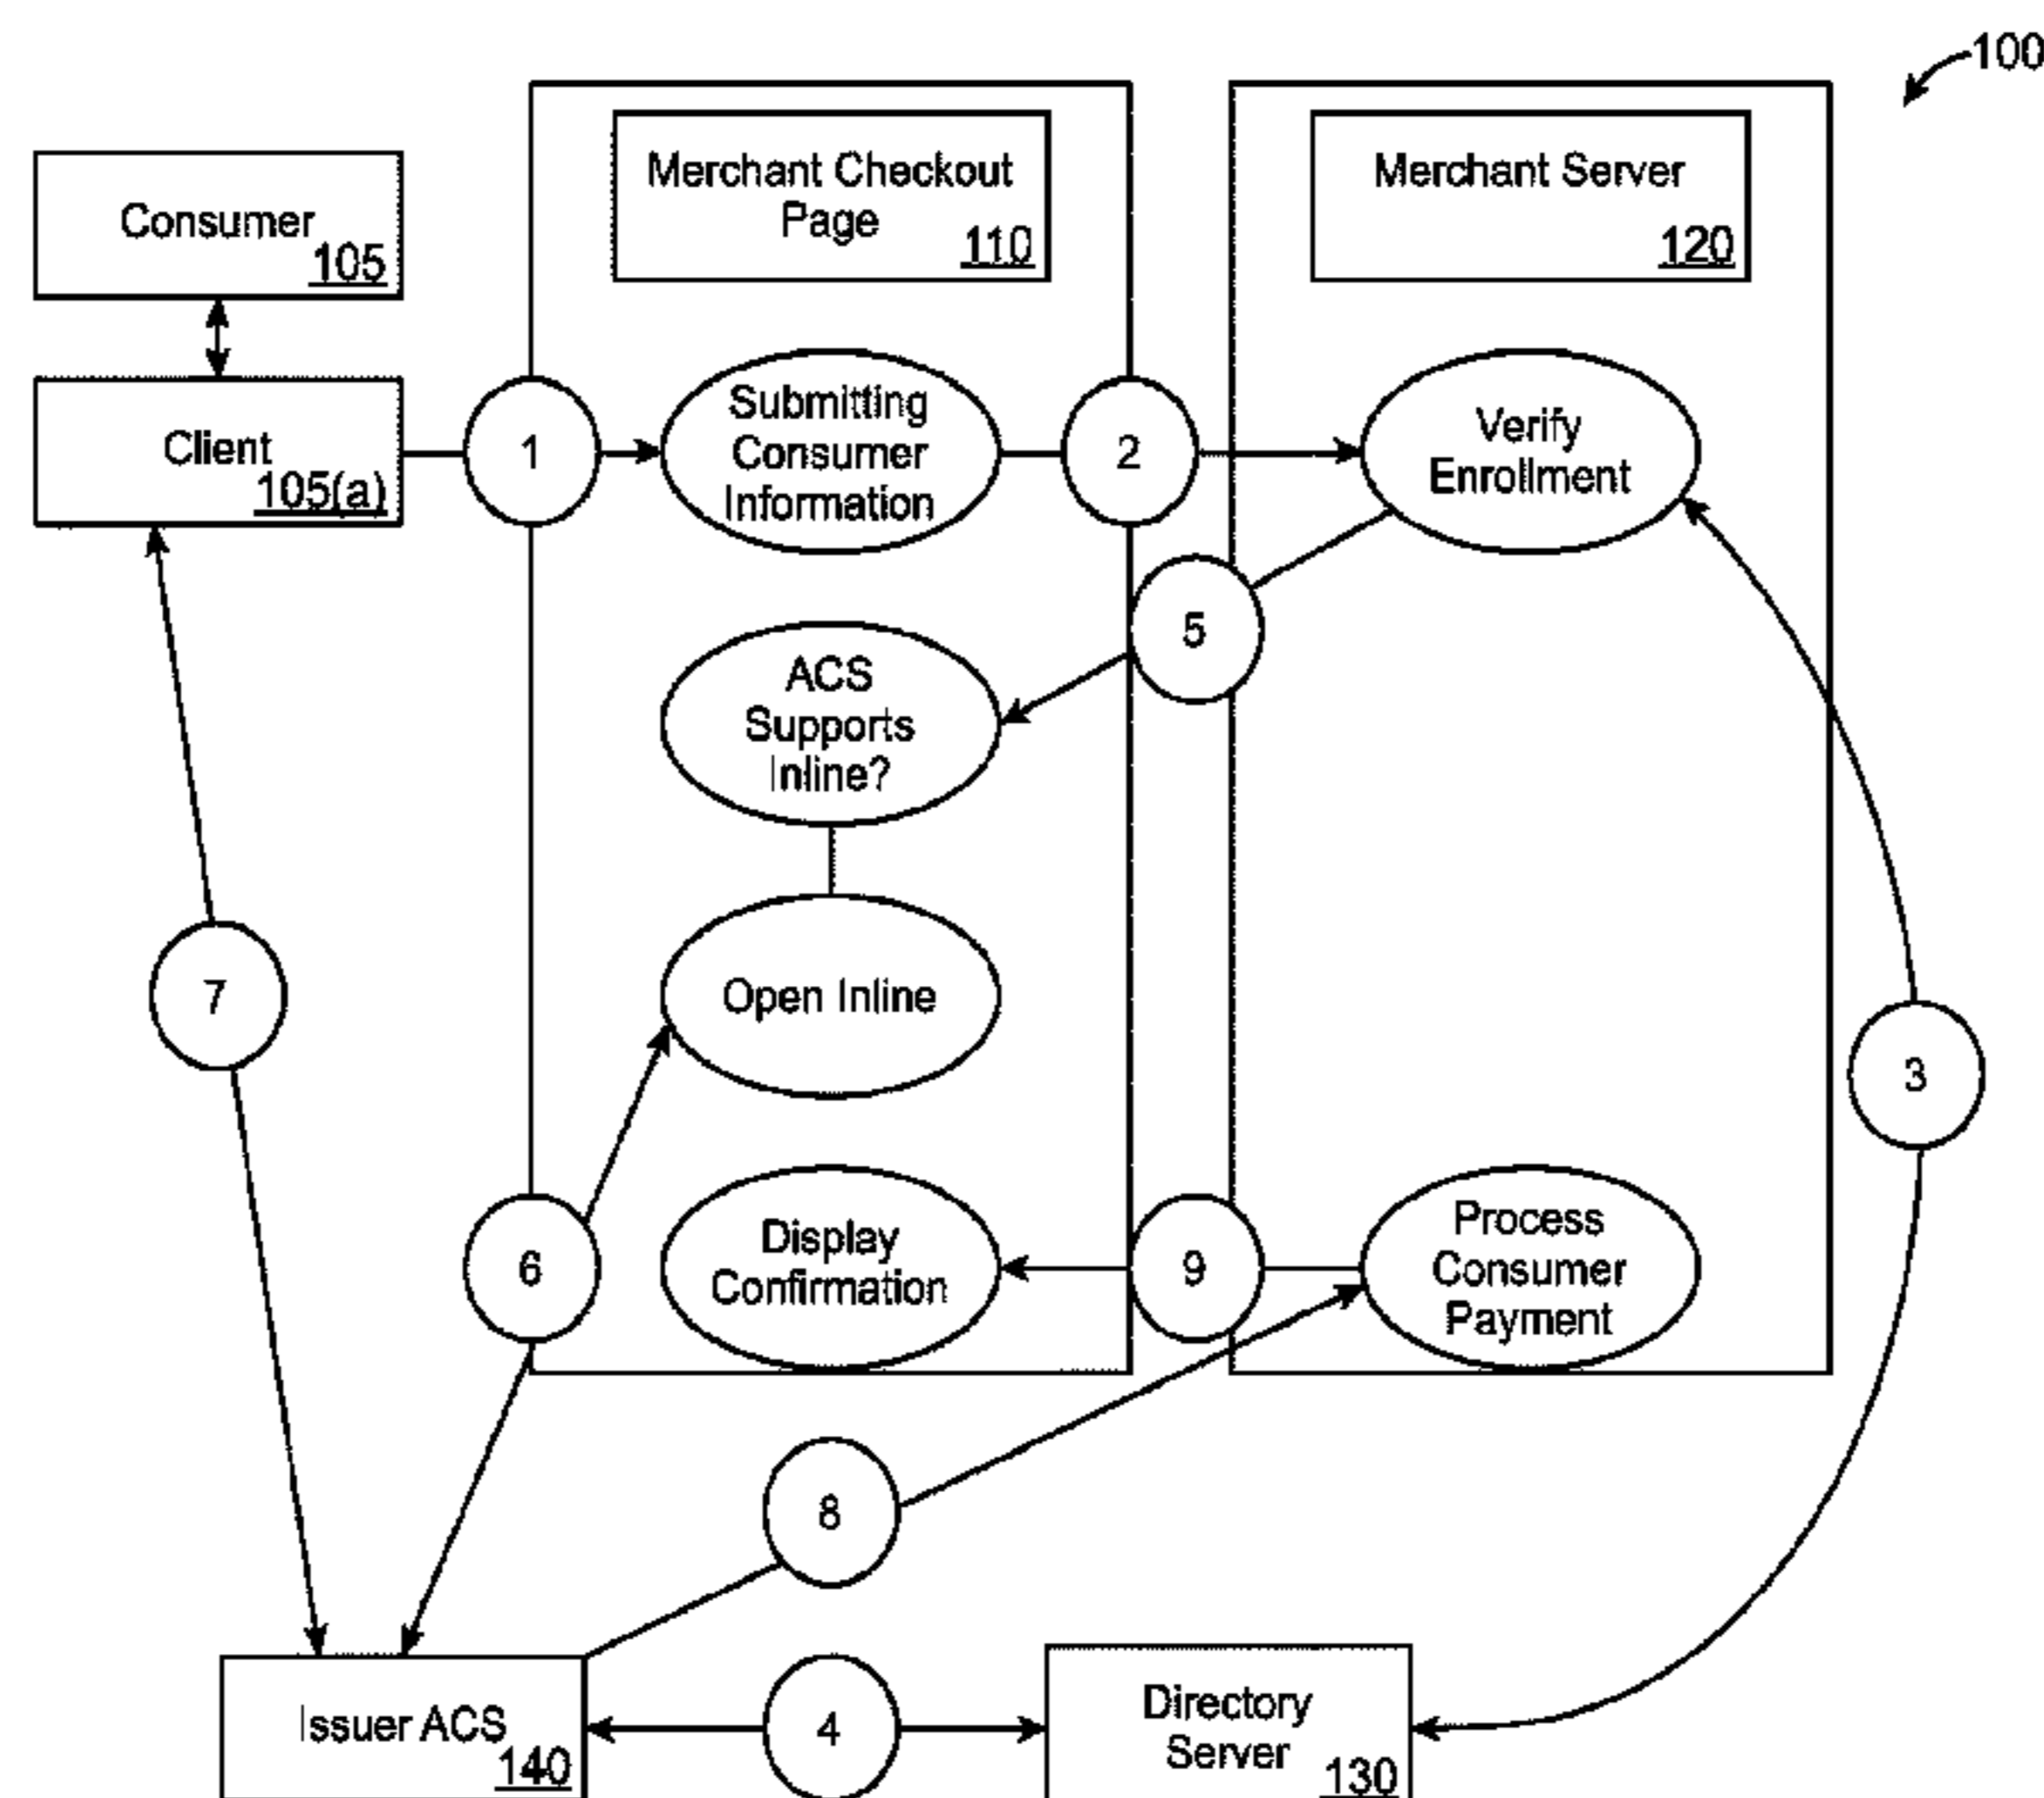 100
Consumer
105
Merchant Checkout
Page
110
Merchant Server
120
Client
105(a)
1
Submitting
Consumer
Information
2
Verify
Enrollment
5
ACS
Supports
Inline?
7
Open Inline
3
6
Display
Confirmation
9
Process
Consumer
Payment
8
Issuer ACS
140
4
Directory
Server
130